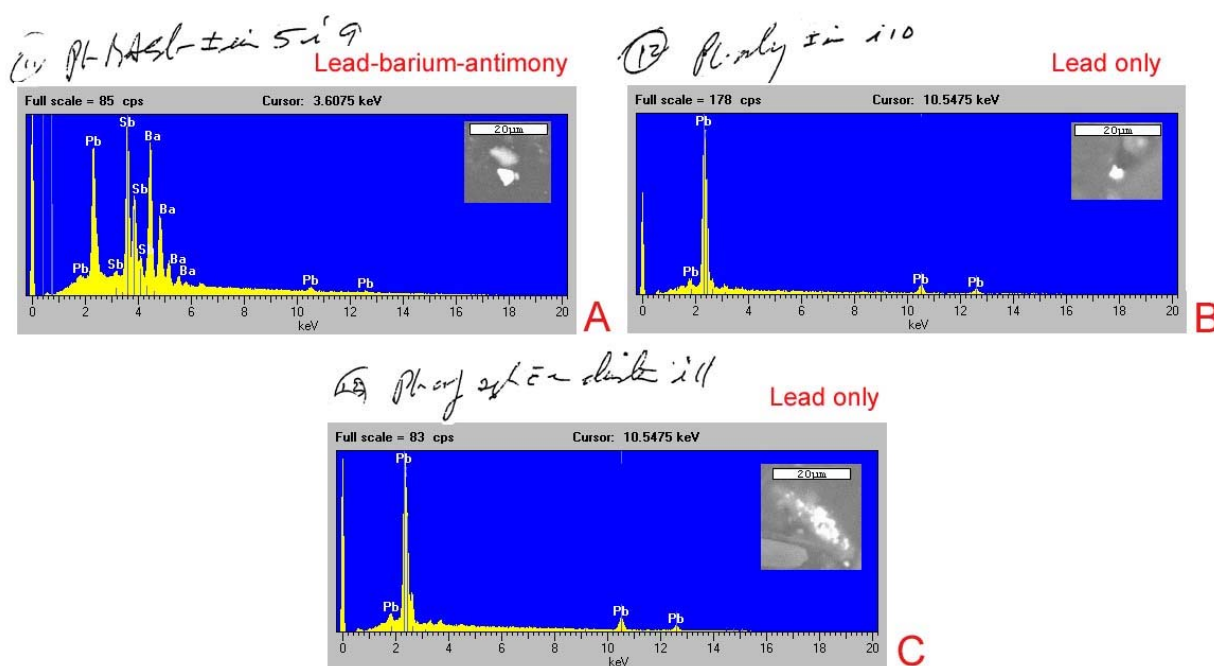 Lead-barium-antimony
Full scale = 85 cps Cursor: 3.6075 keV
20µm
Sb
Pb Ba
Sb
Ba
Pb Sb S Ba Ba Pb Pb
0 2 4 6 8 10 12 14 16 18 20
keV
A
12 only 10
Lead only
Full scale = 178 cps Cursor: 10.5475 keV
Pb
20µm
Pb Pb Pb
0 2 4 6 8 10 12 14 16 18 20
keV
B
Lead only
Full scale = 83 cps Cursor: 10.5475 keV
Pb
20µm
Pb Pb Pb
0 2 4 6 8 10 12 14 16 18 20
keV
C